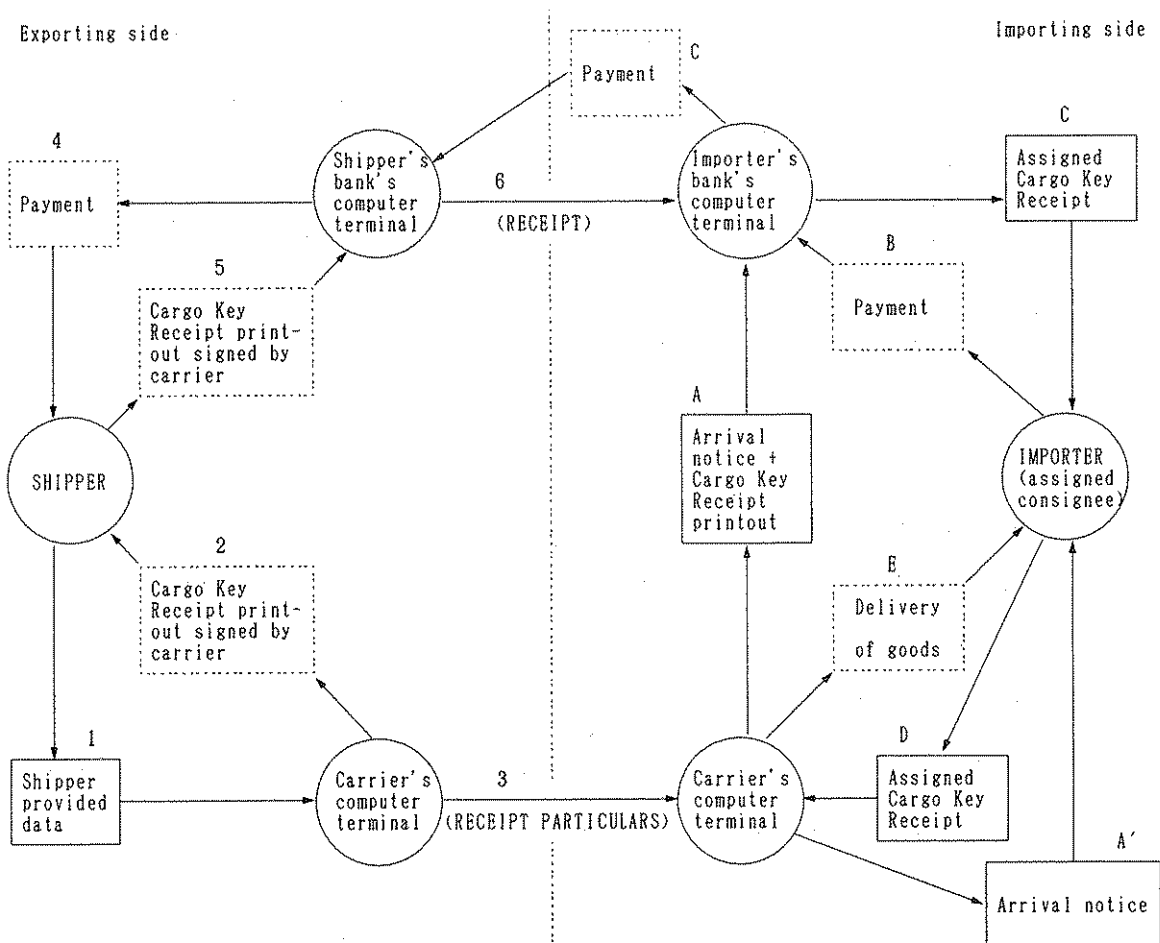 Exporting side
Importing side
C
Payment
4
Payment
Shipper's
bank's
computer
terminal
6
(RECEIPT)
Importer's
bank's
computer
terminal
C
Assigned
Cargo Key
Receipt
5
Cargo Key
Receipt print-
out signed by
carrier
B
Payment
A
Arrival
notice +
Cargo Key
Receipt
printout
SHIPPER
IMPORTER
(assigned
consignee)
2
Cargo Key
Receipt print-
out signed by
carrier
E
Delivery
of goods
1
Shipper
provided
data
Carrier's
computer
terminal
3
(RECEIPT PARTICULARS)
Carrier's
computer
terminal
D
Assigned
Cargo Key
Receipt
A'
Arrival notice